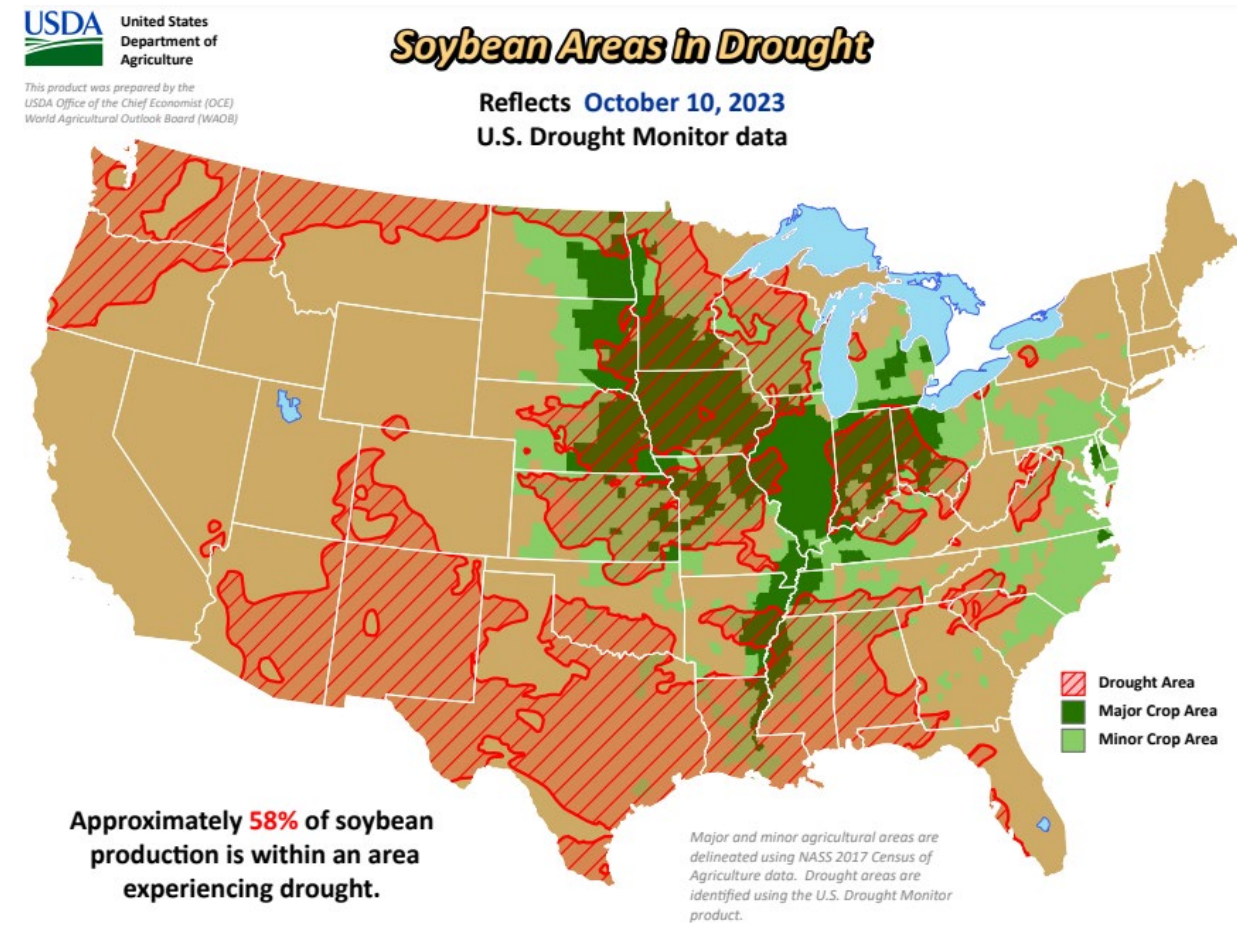 USDA
United States
Department of
Agriculture
This product was prepared by the
USDA Office of the Chief Economist (OCE)
World Agricultural Outlook Board (WAOB)
Soybean Areas in Drought
Reflects October 10, 2023
U.S. Drought Monitor data
Drought Area
Major Crop Area
Minor Crop Area
Approximately 58% of soybean
production is within an area
experiencing drought.
Major and minor agricultural areas are
delineated using NASS 2017 Census of
Agriculture data. Drought areas are
identified using the U.S. Drought Monitor
product.